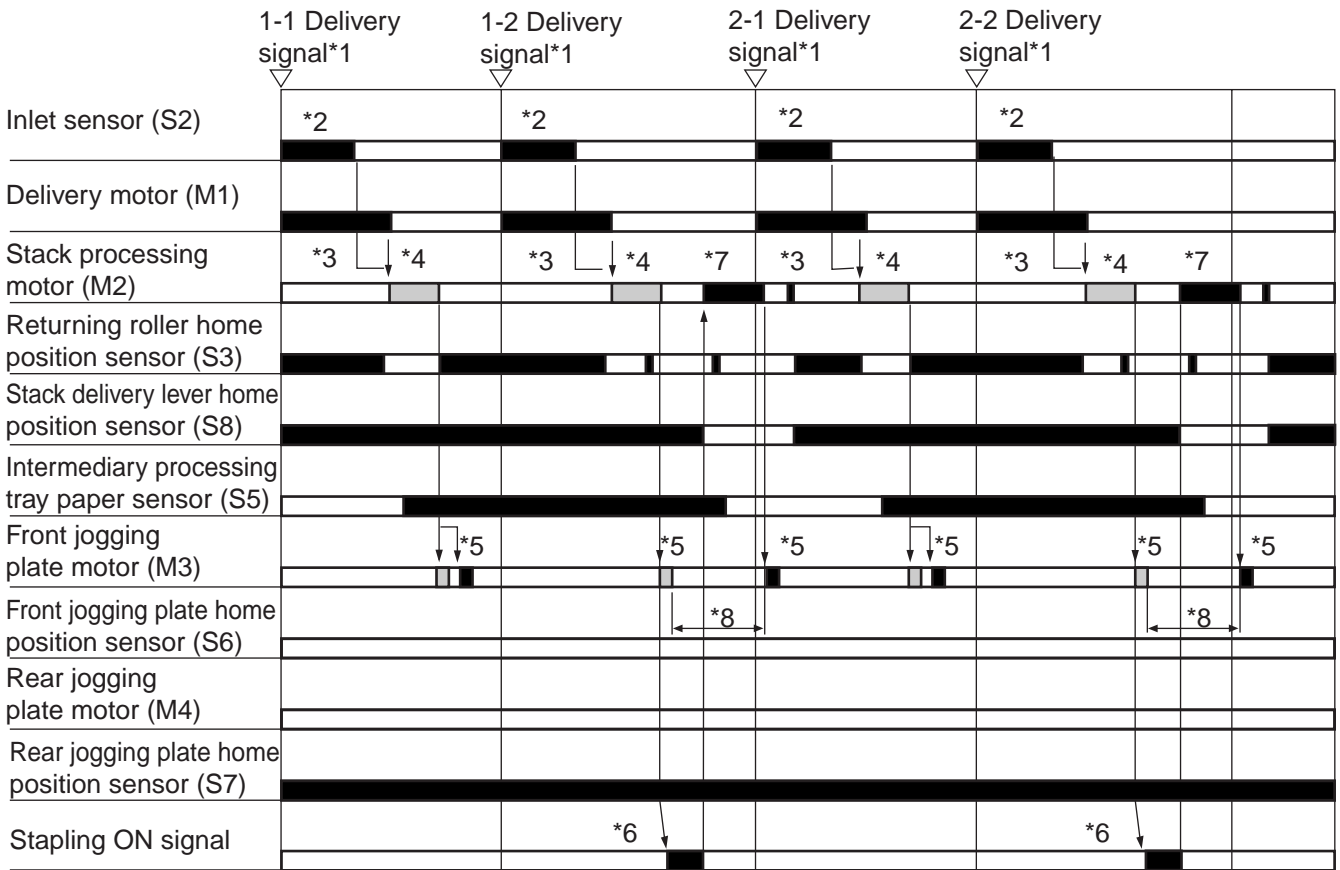 1-1 Delivery
signal*1
1-2 Delivery
signal*1
2-1 Delivery
signal*1
2-2 Delivery
signal*1
Inlet sensor (S2)
*2
*2
*2
*2
Delivery motor (M1)
Stack processing
motor (M2)
*3
*4
*3
*4
*7
*3
*4
*3
*4
*7
Returning roller home
position sensor (S3)
Stack delivery lever home
position sensor (S8)
Intermediary processing
tray paper sensor (S5)
Front jogging
plate motor (M3)
*5
*5
*5
*5
*5
*5
Front jogging plate home
position sensor (S6)
*8
*8
Rear jogging
plate motor (M4)
Rear jogging plate home
position sensor (S7)
Stapling ON signal
*6
*6